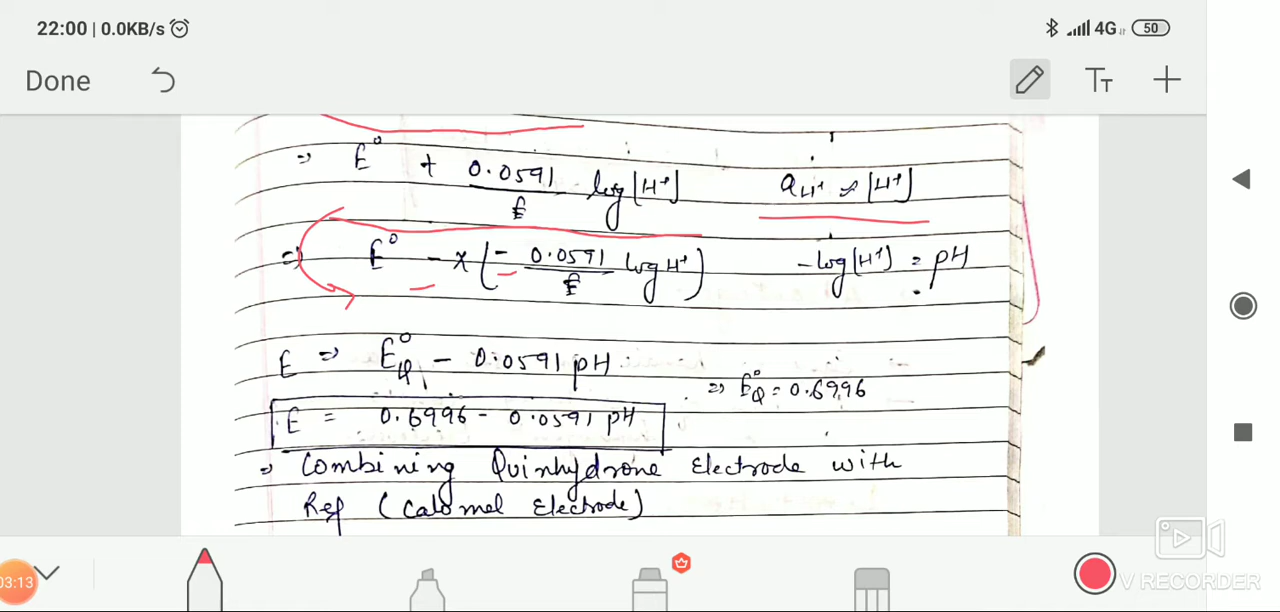 22:00 | 0.0KB/s
4G 50
Done
⇒ E° + 0.0591/F log [H⁺] aH⁺ ≈ [H⁺]
⇒ E° - x (- 0.0591/F log H⁺) -log [H⁺] = pH
E ⇒ E°Q - 0.0591 pH
⇒ E°Q = 0.6996
E = 0.6996 - 0.0591 pH
⇒ Combining Quinhydrone Electrode with
Ref (Calomel Electrode)
03:13
V RECORDER